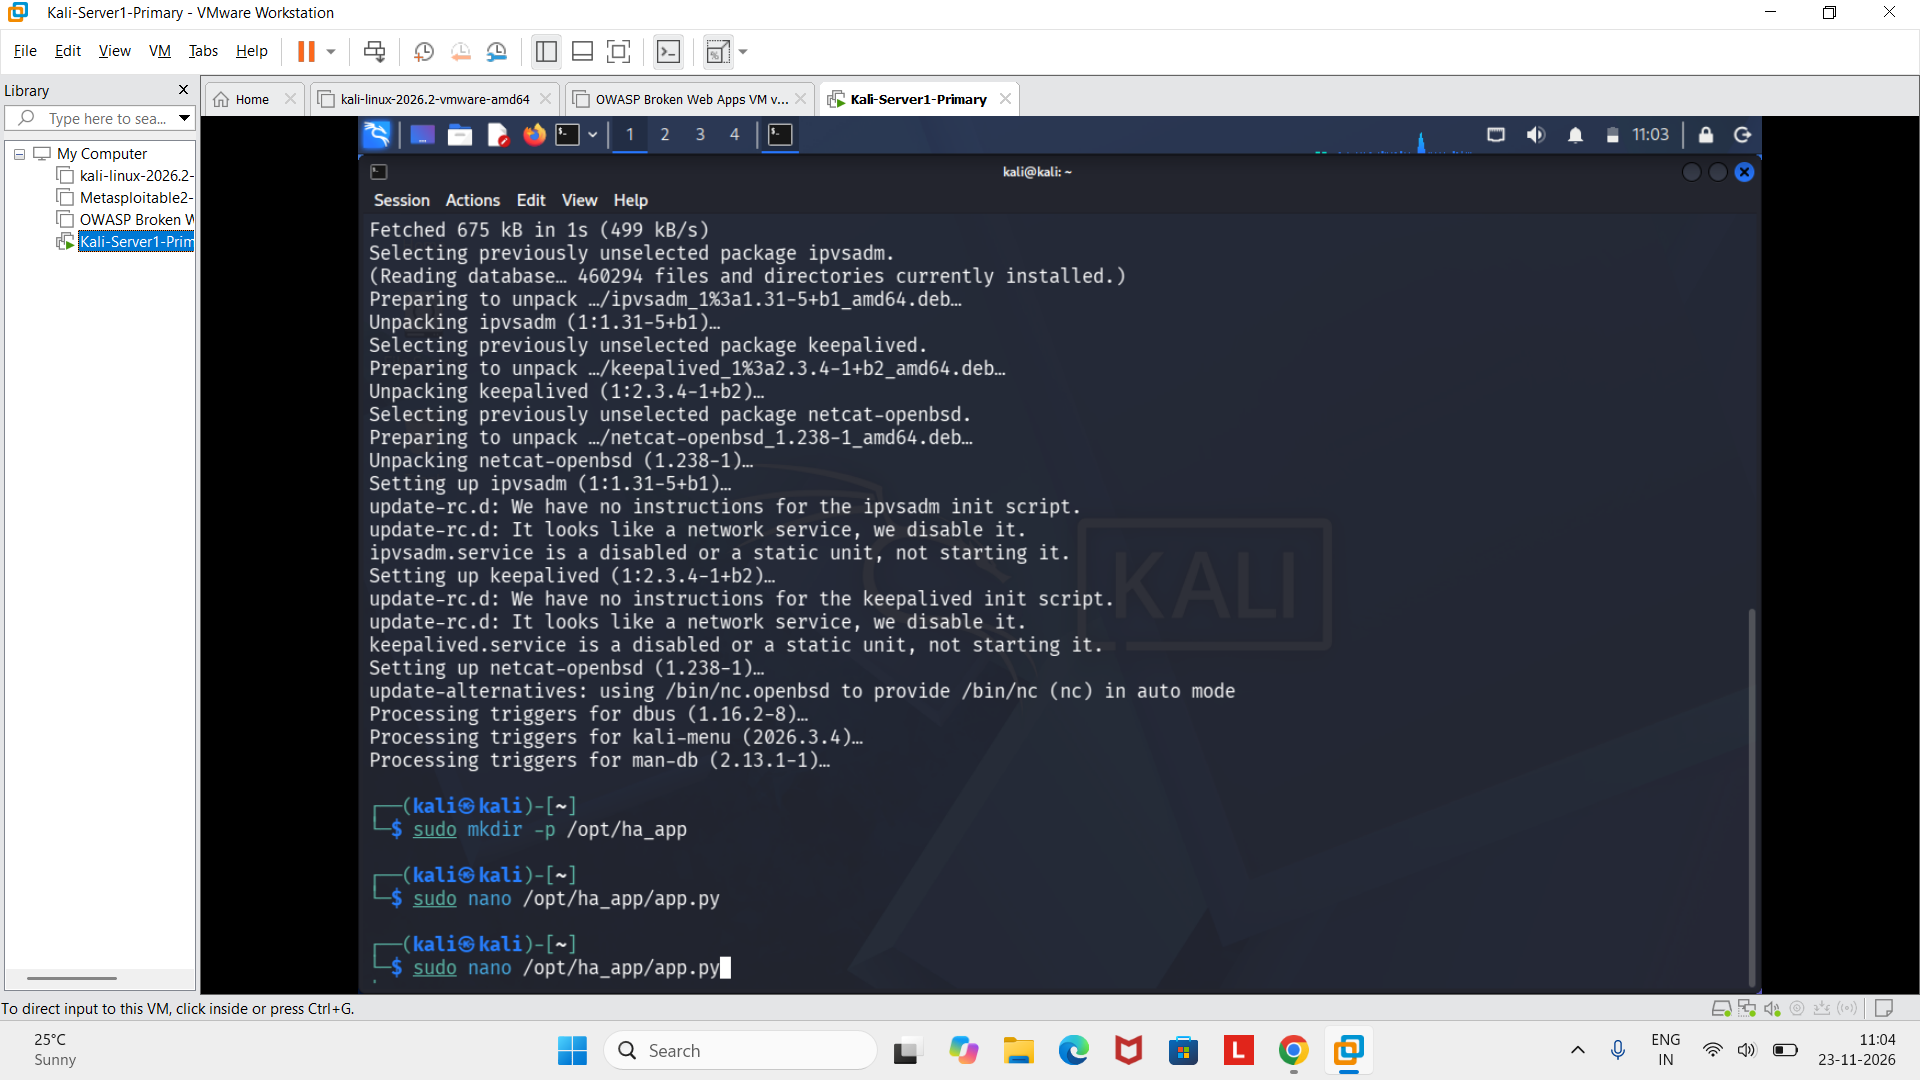 Kali-Server1-Primary - VMware Workstation
File Edit View VM Tabs Help
Library
Type here to sea...
My Computer
kali-linux-2026.2-
Metasploitable2-
OWASP Broken W
Kali-Server1-Prim
Home
kali-linux-2026.2-vmware-amd64
OWASP Broken Web Apps VM v...
Kali-Server1-Primary
1 2 3 4
11:03
kali@kali: ~
Session Actions Edit View Help
Fetched 675 kB in 1s (499 kB/s)
Selecting previously unselected package ipvsadm.
(Reading database… 460294 files and directories currently installed.)
Preparing to unpack …/ipvsadm_1%3a1.31-5+b1_amd64.deb…
Unpacking ipvsadm (1:1.31-5+b1)…
Selecting previously unselected package keepalived.
Preparing to unpack …/keepalived_1%3a2.3.4-1+b2_amd64.deb…
Unpacking keepalived (1:2.3.4-1+b2)…
Selecting previously unselected package netcat-openbsd.
Preparing to unpack …/netcat-openbsd_1.238-1_amd64.deb…
Unpacking netcat-openbsd (1.238-1)…
Setting up ipvsadm (1:1.31-5+b1)…
update-rc.d: We have no instructions for the ipvsadm init script.
update-rc.d: It looks like a network service, we disable it.
ipvsadm.service is a disabled or a static unit, not starting it.
Setting up keepalived (1:2.3.4-1+b2)…
update-rc.d: We have no instructions for the keepalived init script.
update-rc.d: It looks like a network service, we disable it.
keepalived.service is a disabled or a static unit, not starting it.
Setting up netcat-openbsd (1.238-1)…
update-alternatives: using /bin/nc.openbsd to provide /bin/nc (nc) in auto mode
Processing triggers for dbus (1.16.2-8)…
Processing triggers for kali-menu (2026.3.4)…
Processing triggers for man-db (2.13.1-1)…
┌──(kali㉿kali)-[~]
└─$ sudo mkdir -p /opt/ha_app
┌──(kali㉿kali)-[~]
└─$ sudo nano /opt/ha_app/app.py
┌──(kali㉿kali)-[~]
└─$ sudo nano /opt/ha_app/app.py
KALI
To direct input to this VM, click inside or press Ctrl+G.
25°C
Sunny
Search
L
ENG
IN
11:04
23-11-2026